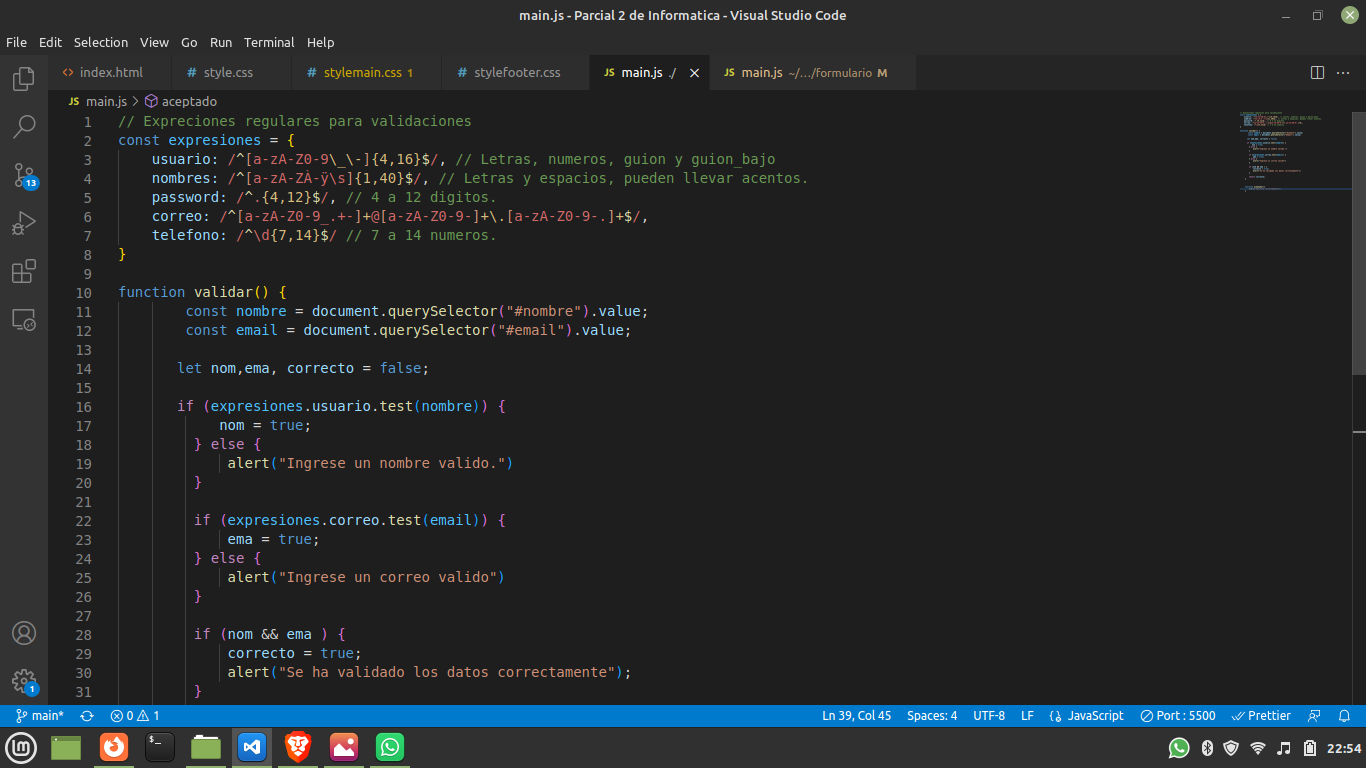 main.js - Parcial 2 de Informatica - Visual Studio Code
File Edit Selection View Go Run Terminal Help
<> index.html # style.css # stylemain.css 1 # stylefooter.css JS main.js ./ JS main.js ~/.../formulario M
JS main.js > aceptado
1 // Expreciones regulares para validaciones
2 const expresiones = {
3 usuario: /^[a-zA-Z0-9\_\-]{4,16}$/, // Letras, numeros, guion y guion_bajo
4 nombres: /^[a-zA-ZÀ-ÿ\s]{1,40}$/, // Letras y espacios, pueden llevar acentos.
5 password: /^.{4,12}$/, // 4 a 12 digitos.
6 correo: /^[a-zA-Z0-9_.+-]+@[a-zA-Z0-9-]+\.[a-zA-Z0-9-.]+$/,
7 telefono: /^\d{7,14}$/ // 7 a 14 numeros.
8 }
9
10 function validar() {
11 const nombre = document.querySelector("#nombre").value;
12 const email = document.querySelector("#email").value;
13
14 let nom,ema, correcto = false;
15
16 if (expresiones.usuario.test(nombre)) {
17 nom = true;
18 } else {
19 alert("Ingrese un nombre valido.")
20 }
21
22 if (expresiones.correo.test(email)) {
23 ema = true;
24 } else {
25 alert("Ingrese un correo valido")
26 }
27
28 if (nom && ema ) {
29 correcto = true;
30 alert("Se ha validado los datos correctamente");
31 }
13
1
main* 0 1 Ln 39, Col 45 Spaces: 4 UTF-8 LF JavaScript Port : 5500 Prettier
22:54